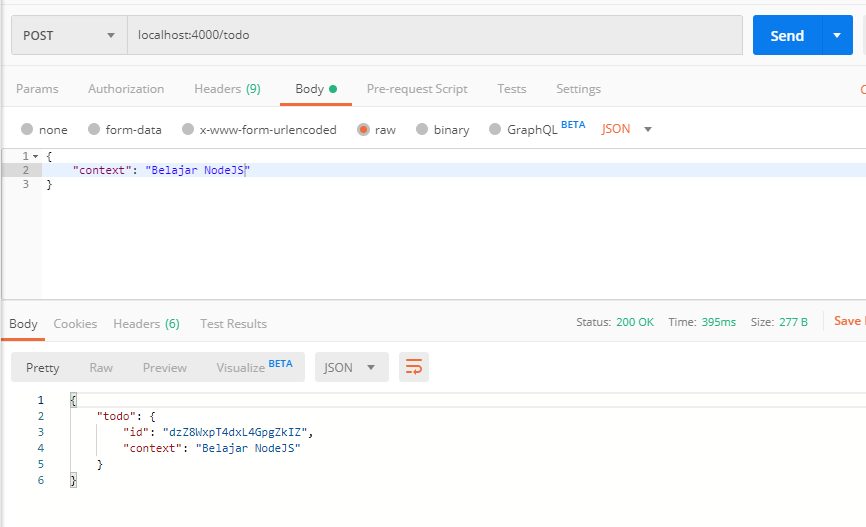 POST localhost:4000/todo Send
Params Authorization Headers (9) Body Pre-request Script Tests Settings
none form-data x-www-form-urlencoded raw binary GraphQL BETA JSON
1 {
2 "context": "Belajar NodeJS"
3 }
Body Cookies Headers (6) Test Results Status: 200 OK Time: 395ms Size: 277 B Save
Pretty Raw Preview Visualize BETA JSON
1 {
2 "todo": {
3 "id": "dzZ8WxpT4dxL4GpgZkIZ",
4 "context": "Belajar NodeJS"
5 }
6 }